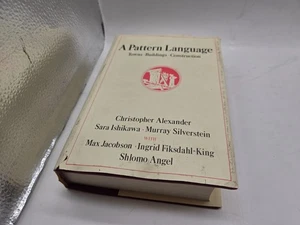 A Pattern Language
Towns · Buildings · Construction
Christopher Alexander
Sara Ishikawa · Murray Silverstein
WITH
Max Jacobson · Ingrid Fiksdahl-King
Shlomo Angel